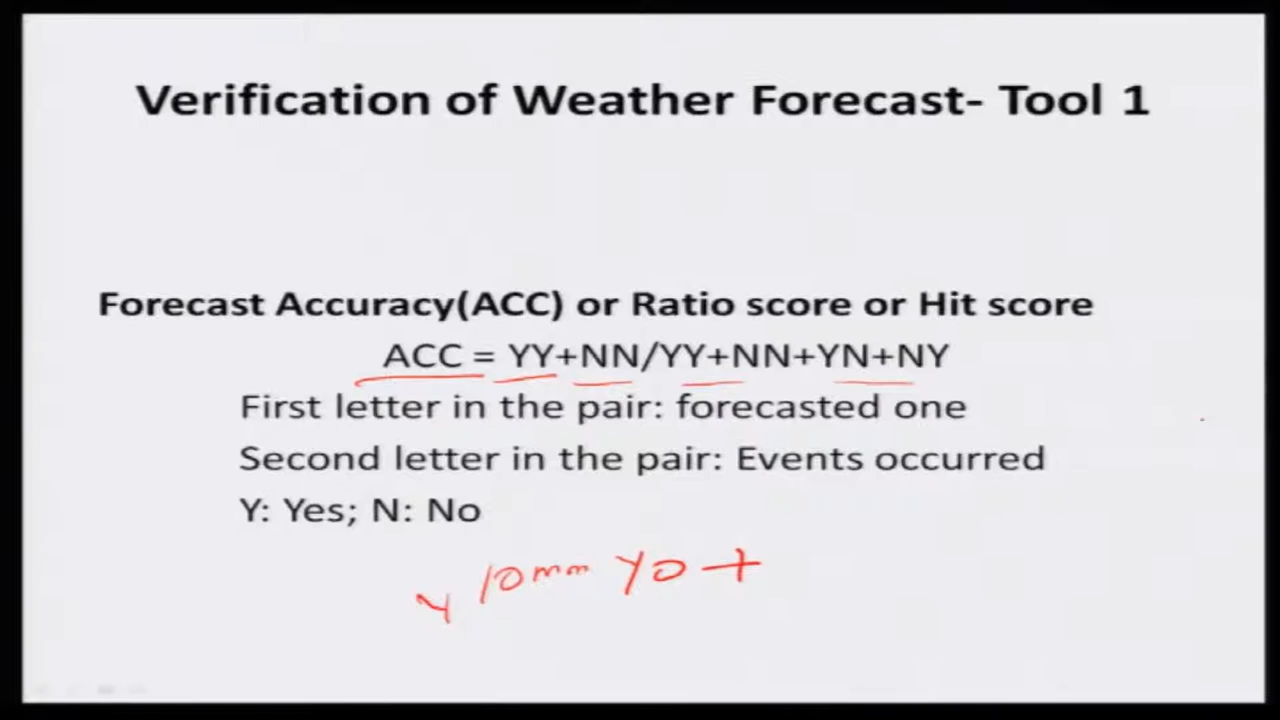 Verification of Weather Forecast- Tool 1
Forecast Accuracy(ACC) or Ratio score or Hit score
ACC = YY+NN/YY+NN+YN+NY
First letter in the pair: forecasted one
Second letter in the pair: Events occurred
Y: Yes; N: No
10mm